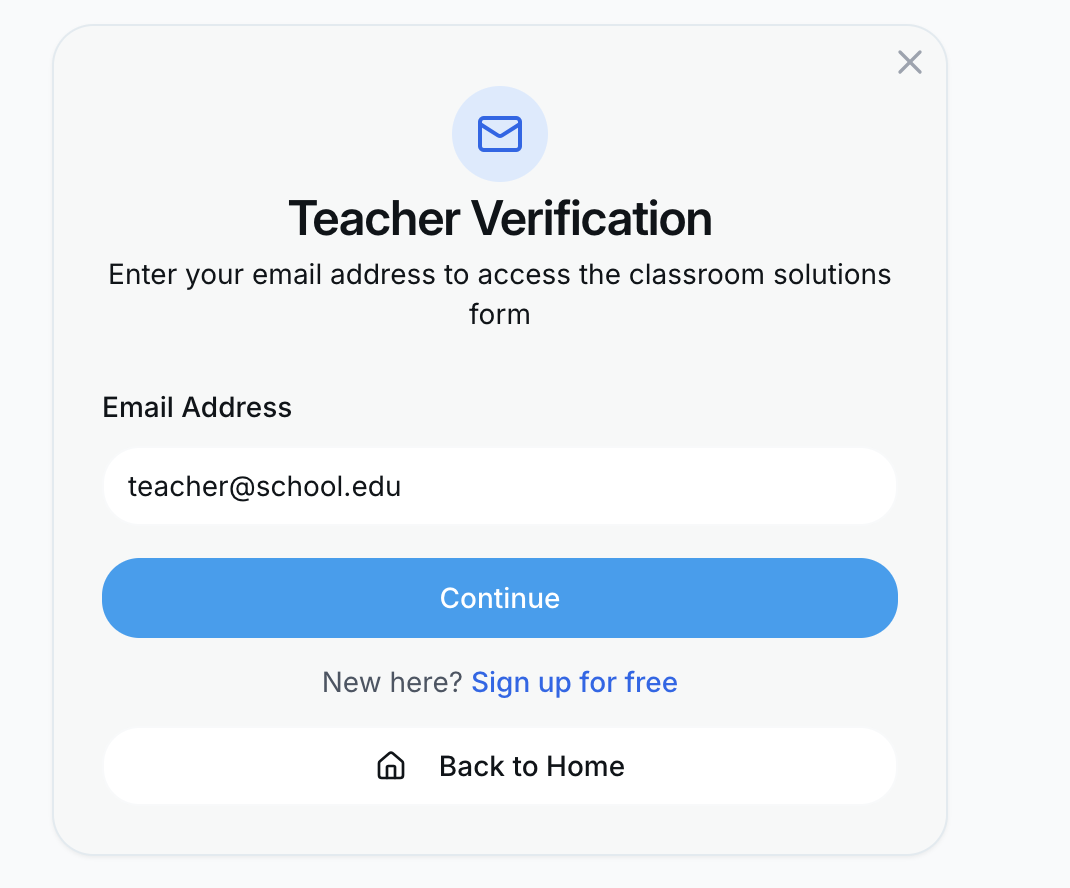 Teacher Verification
Enter your email address to access the classroom solutions
form
Email Address
teacher@school.edu
Continue
New here? Sign up for free
Back to Home